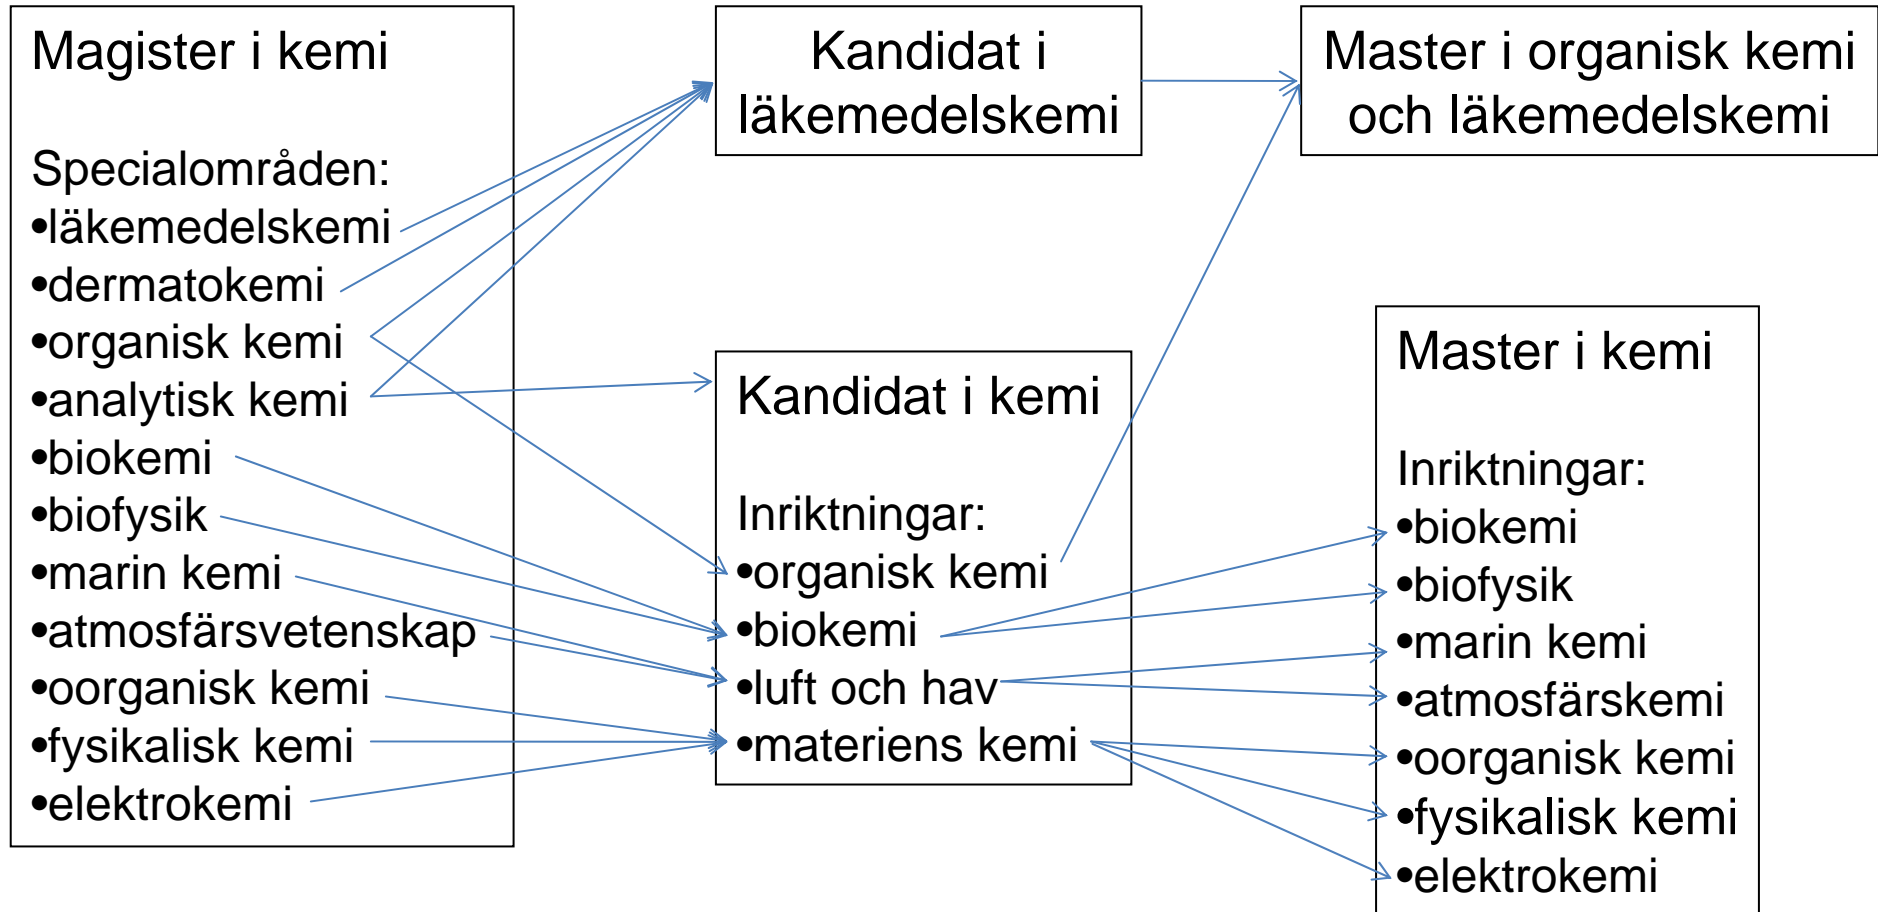 Magister i kemi
Specialområden:
•läkemedelskemi
•dermatokemi
•organisk kemi
•analytisk kemi
•biokemi
•biofysik
•marin kemi
•atmosfärsvetenskap
•oorganisk kemi
•fysikalisk kemi
•elektrokemi
Kandidat i
läkemedelskemi
Kandidat i kemi
Inriktningar:
•organisk kemi
•biokemi
•luft och hav
•materiens kemi
Master i organisk kemi
och läkemedelskemi
Master i kemi
Inriktningar:
•biokemi
•biofysik
•marin kemi
•atmosfärskemi
•oorganisk kemi
•fysikalisk kemi
•elektrokemi